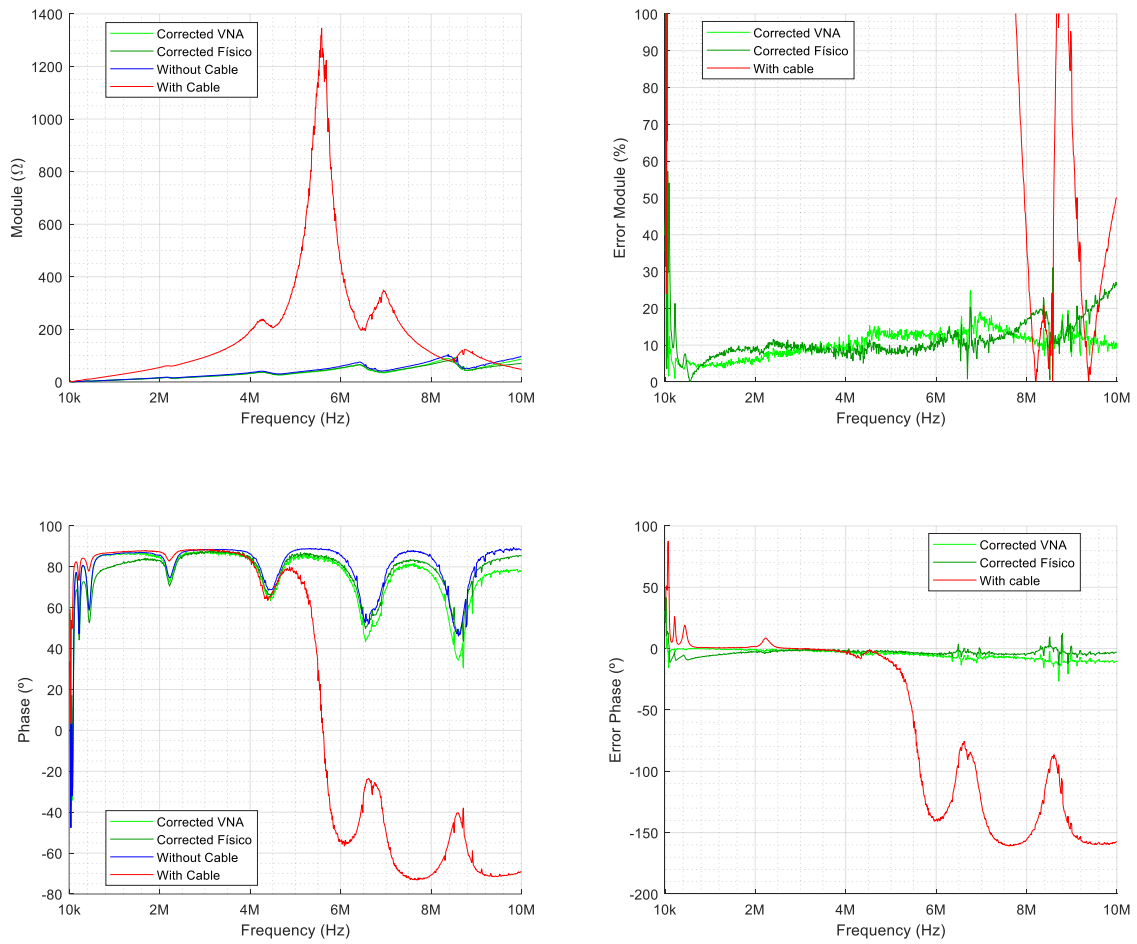 1400
1200
1000
800
600
400
200
0
Module (Ω)
Corrected VNA
Corrected Físico
Without Cable
With Cable
10k 2M 4M 6M 8M 10M
Frequency (Hz)
100
90
80
70
60
50
40
30
20
10
0
Error Module (%)
Corrected VNA
Corrected Físico
With cable
10k 2M 4M 6M 8M 10M
Frequency (Hz)
100
80
60
40
20
0
-20
-40
-60
-80
Phase (º)
Corrected VNA
Corrected Físico
Without Cable
With Cable
10k 2M 4M 6M 8M 10M
Frequency (Hz)
100
50
0
-50
-100
-150
-200
Error Phase (º)
Corrected VNA
Corrected Físico
With cable
10k 2M 4M 6M 8M 10M
Frequency (Hz)